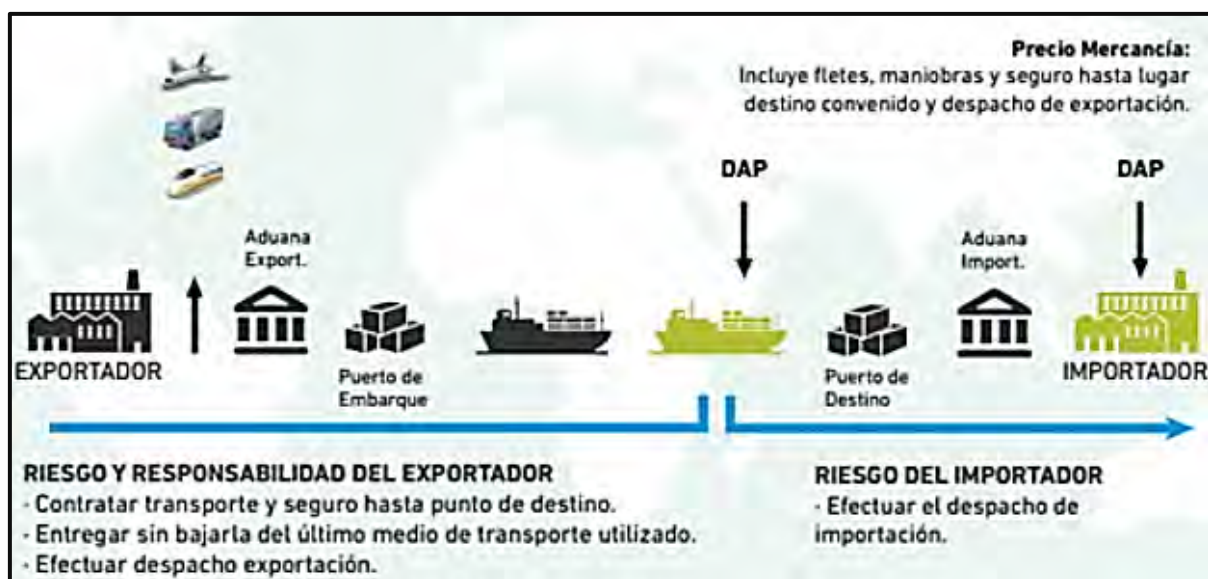 Precio Mercancía:
Incluye fletes, maniobras y seguro hasta lugar
destino convenido y despacho de exportación.
DAP
DAP
Aduana
Export.
Aduana
Import.
EXPORTADOR
Puerto de
Embarque
Puerto de
Destino
IMPORTADOR
RIESGO Y RESPONSABILIDAD DEL EXPORTADOR
· Contratar transporte y seguro hasta punto de destino.
· Entregar sin bajarla del último medio de transporte utilizado.
· Efectuar despacho exportación.
RIESGO DEL IMPORTADOR
· Efectuar el despacho de
importación.